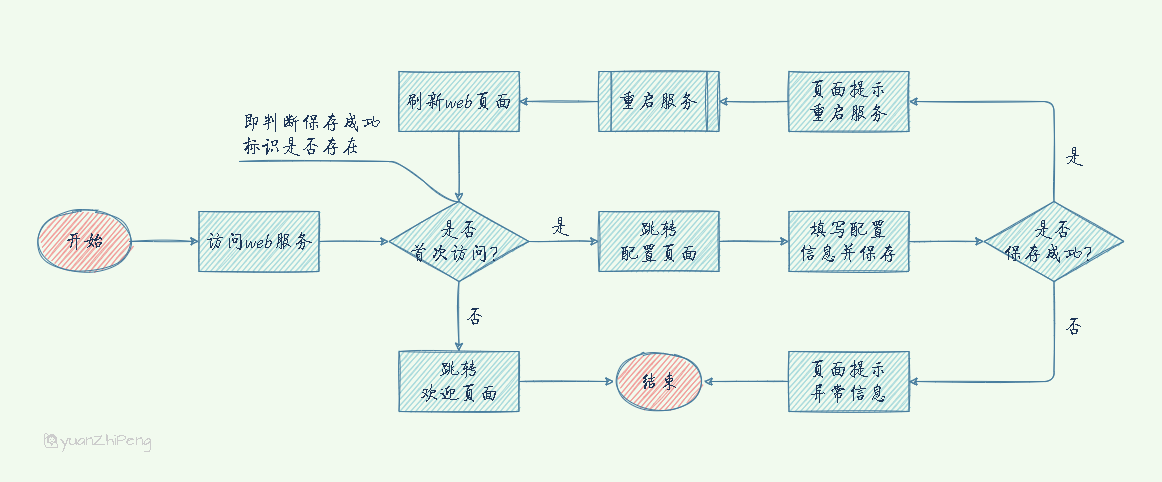 刷新web页面
重启服务
页面提示
重启服务
即判断保存成功
标识是否存在
是
开始
访问web服务
是否
首次访问?
是
跳转
配置页面
填写配置
信息并保存
是否
保存成功?
否
否
跳转
欢迎页面
结束
页面提示
异常信息
@yuanZhiPeng